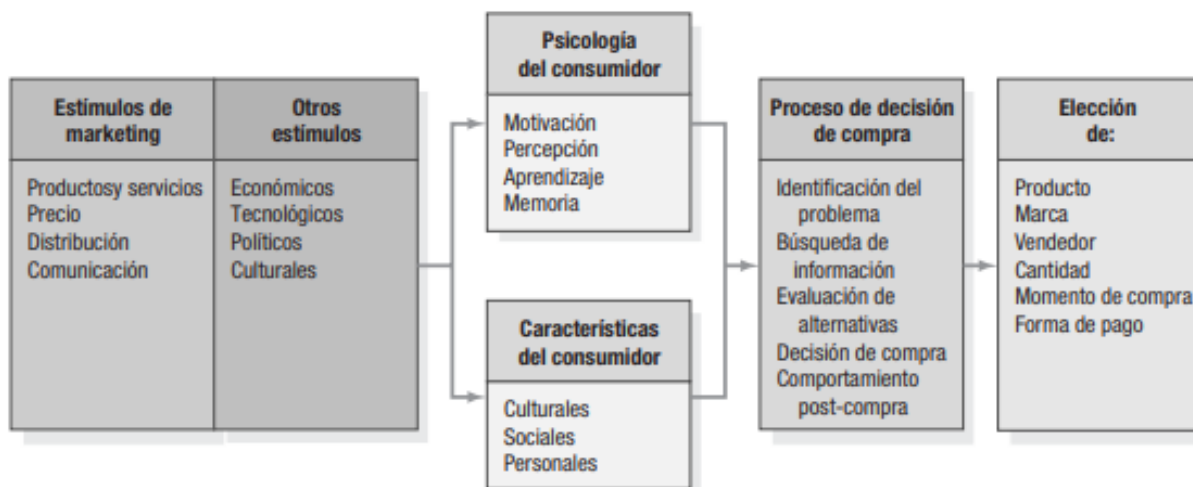 Estímulos de
marketing
Productosy servicios
Precio
Distribución
Comunicación
Otros
estímulos
Económicos
Tecnológicos
Políticos
Culturales
Psicología
del consumidor
Motivación
Percepción
Aprendizaje
Memoria
Características
del consumidor
Culturales
Sociales
Personales
Proceso de decisión
de compra
Identificación del
problema
Búsqueda de
información
Evaluación de
alternativas
Decisión de compra
Comportamiento
post-compra
Elección
de:
Producto
Marca
Vendedor
Cantidad
Momento de compra
Forma de pago